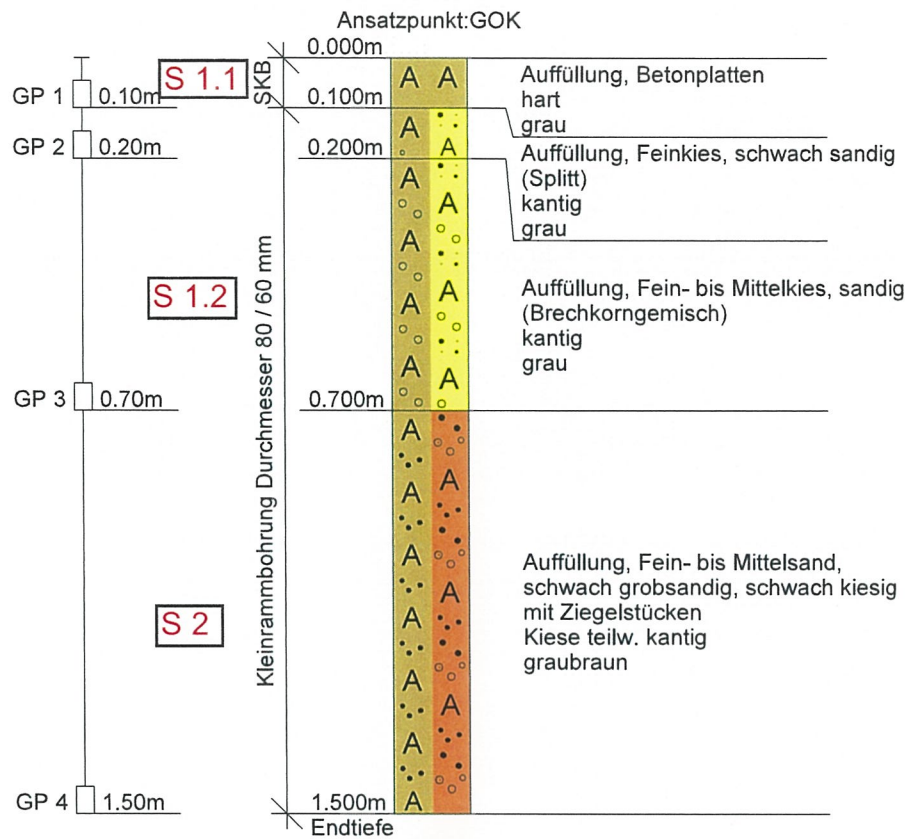 Ansatzpunkt:GOK
0.000m
S 1.1
SKB
A A
Auffüllung, Betonplatten
hart
grau
GP 1 0.10m
0.100m
A
GP 2 0.20m
0.200m
A
Auffüllung, Feinkies, schwach sandig
(Splitt)
kantig
grau
A
A
A
S 1.2
Kleinrammbohrung Durchmesser 80 / 60 mm
A
A
Auffüllung, Fein- bis Mittelkies, sandig
(Brechkorngemisch)
kantig
grau
A
A
GP 3 0.70m
0.700m
A
A
A
A
A
S 2
A
A
A
A
A
Auffüllung, Fein- bis Mittelsand,
schwach grobsandig, schwach kiesig
mit Ziegelstücken
Kiese teilw. kantig
graubraun
GP 4 1.50m
1.500m
Endtiefe